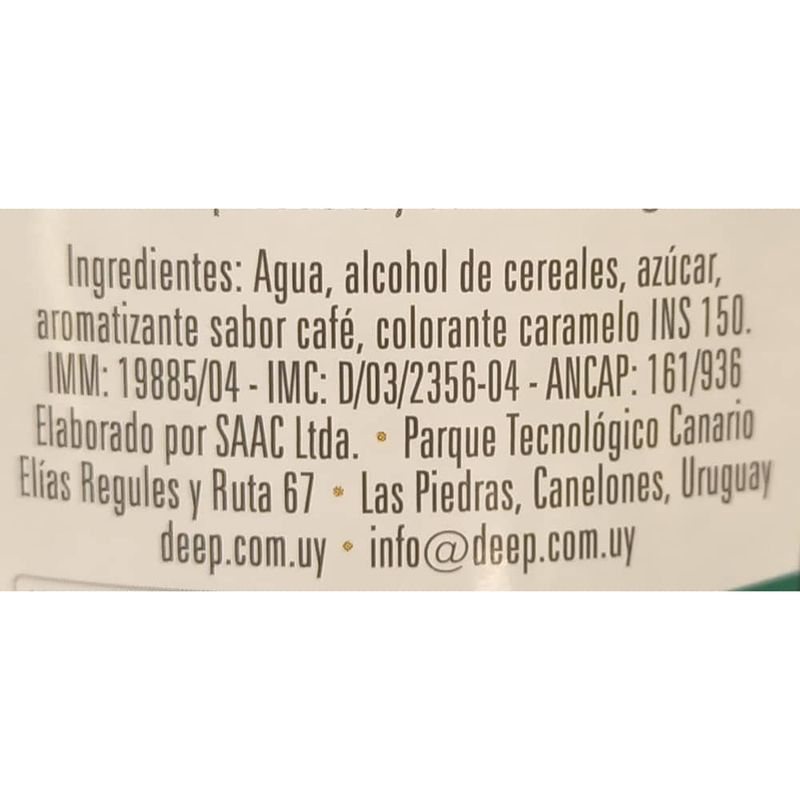 Ingredientes: Agua, alcohol de cereales, azúcar,
aromatizante sabor café, colorante caramelo INS 150.
IMM: 19885/04 - IMC: D/03/2356-04 - ANCAP: 161/936
Elaborado por SAAC Ltda. • Parque Tecnológico Canario
Elías Regules y Ruta 67 • Las Piedras, Canelones, Uruguay
deep.com.uy • info@deep.com.uy